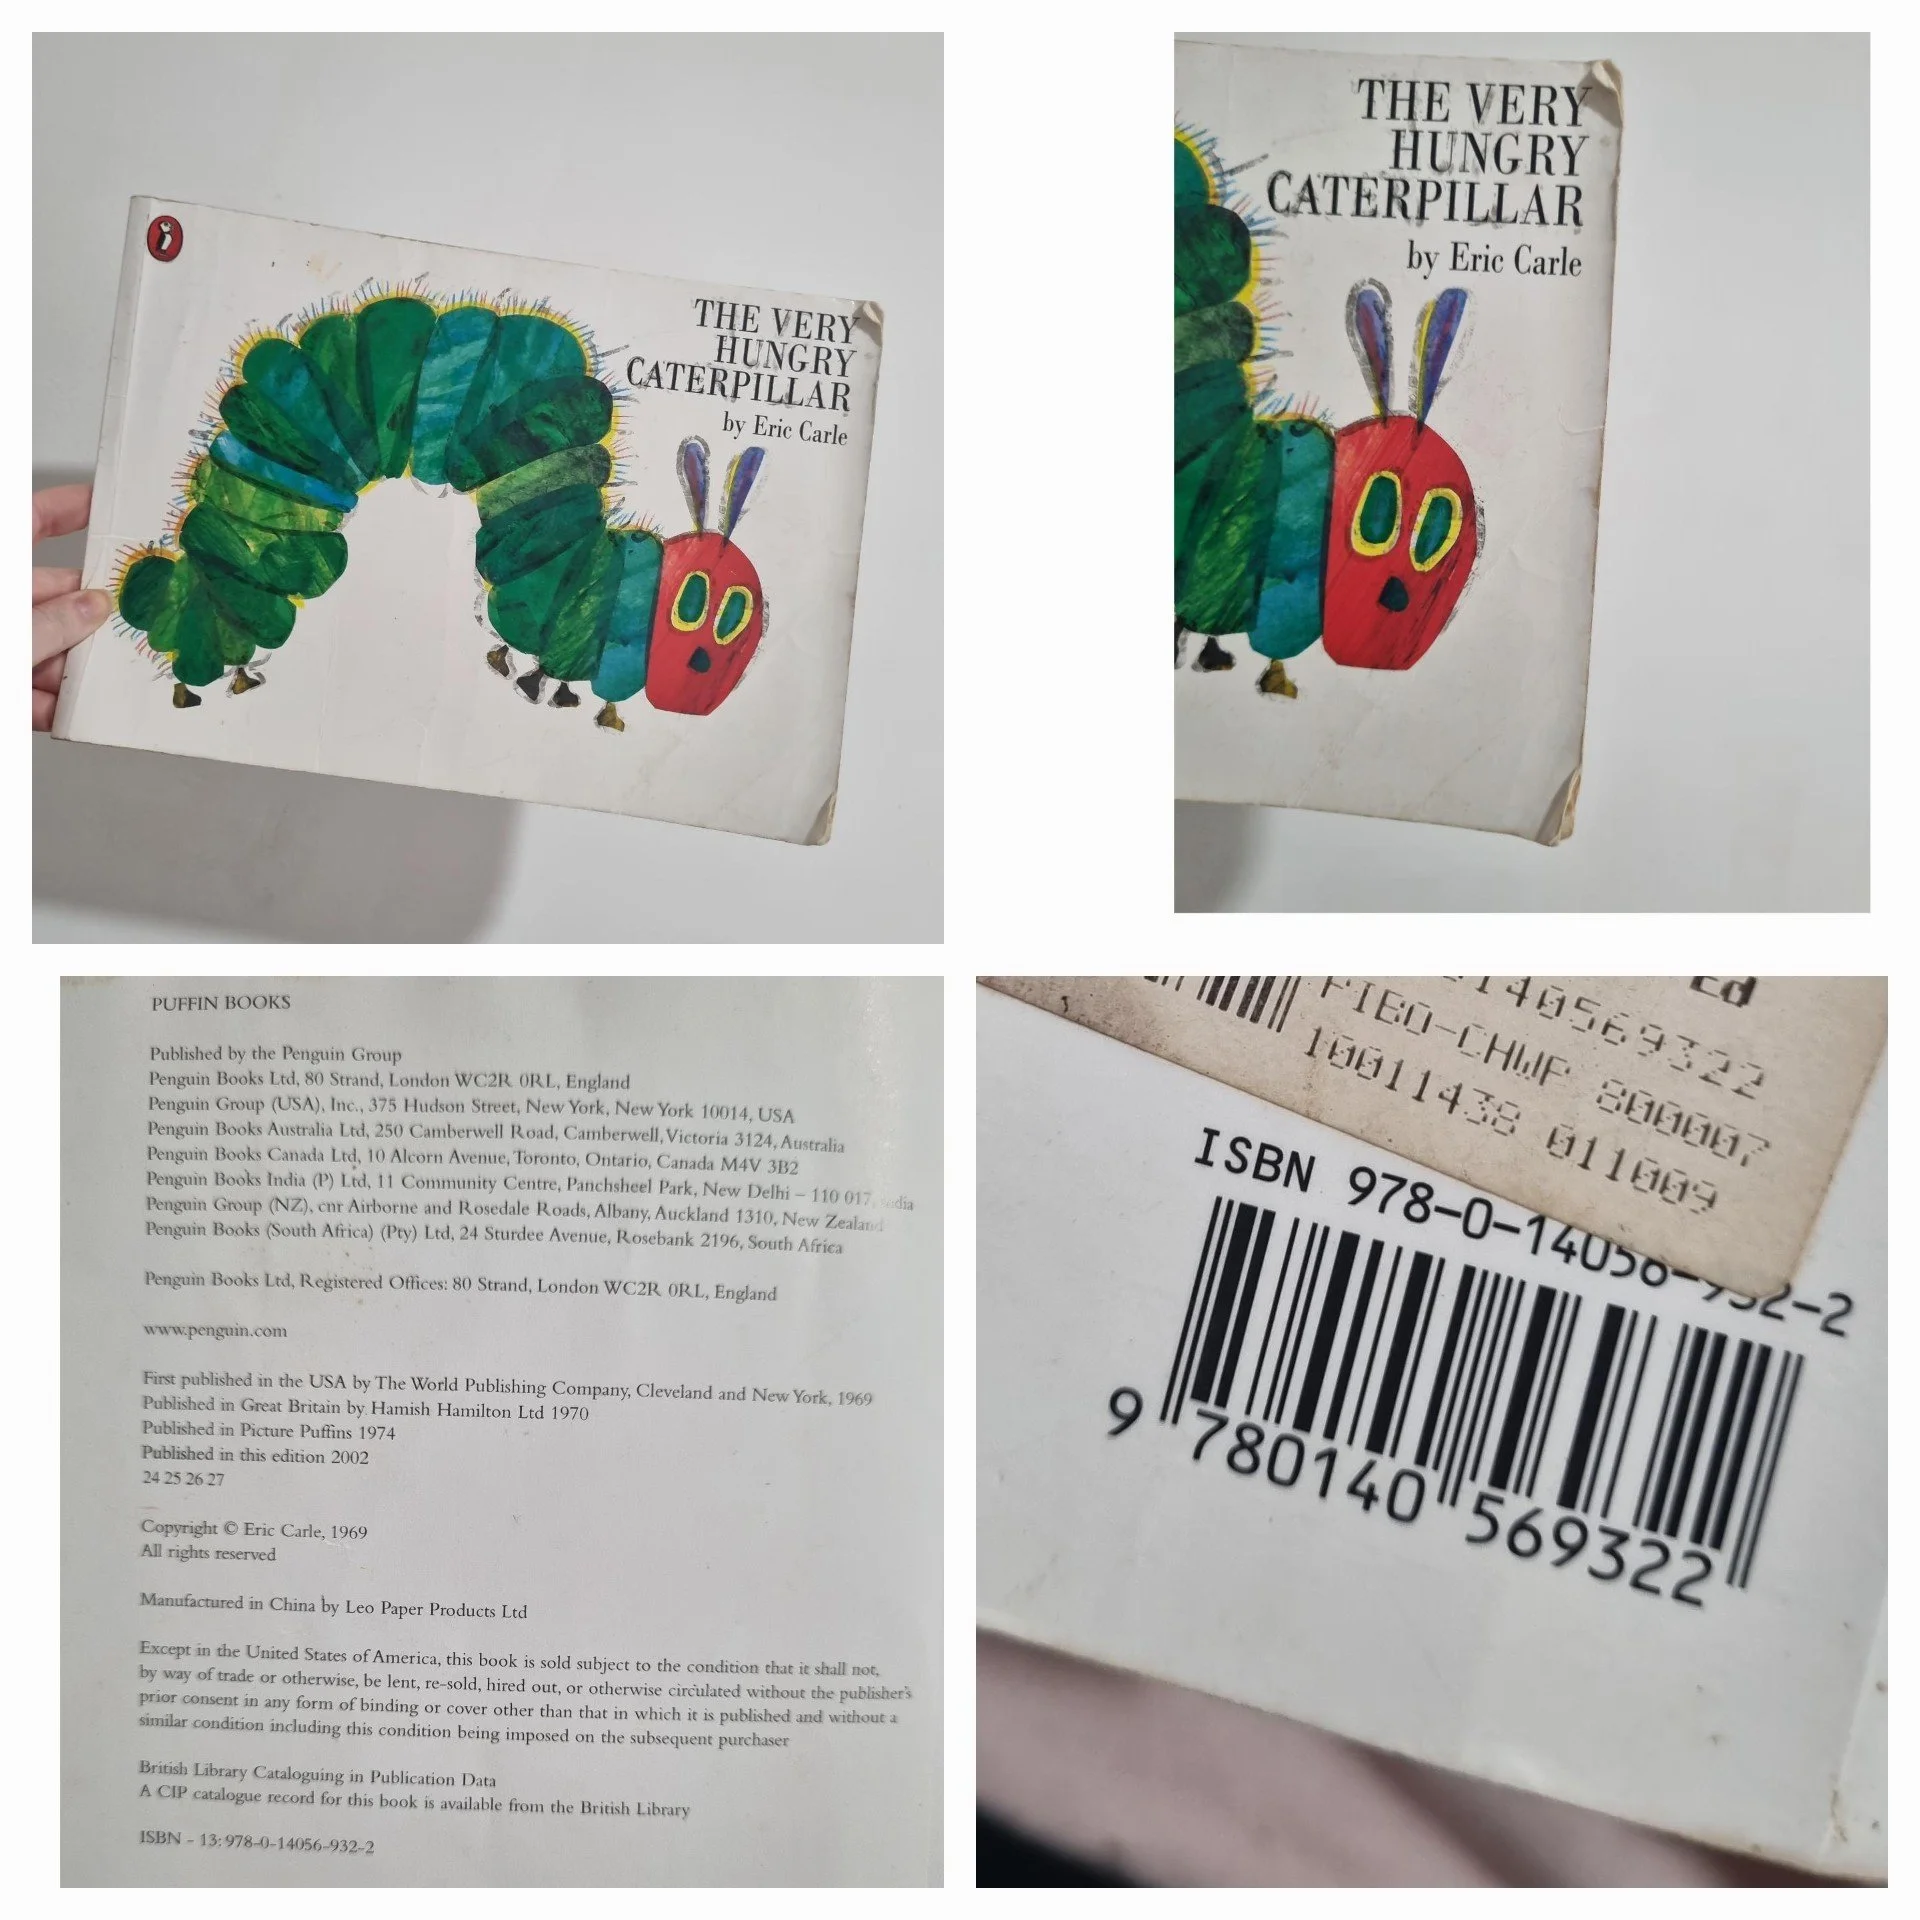 THE VERY
HUNGRY
CATERPILLAR
by Eric Carle
THE VERY
HUNGRY
CATERPILLAR
by Eric Carle
PUFFIN BOOKS
Published by the Penguin Group
Penguin Books Ltd, 80 Strand, London WC2R 0RL, England
Penguin Group (USA), Inc., 375 Hudson Street, New York, New York 10014, USA
Penguin Books Australia Ltd, 250 Camberwell Road, Camberwell, Victoria 3124, Australia
Penguin Books Canada Ltd, 10 Alcorn Avenue, Toronto, Ontario, Canada M4V 3B2
Penguin Books India (P) Ltd, 11 Community Centre, Panchsheel Park, New Delhi – 110 017,
Penguin Group (NZ), cnr Airborne and Rosedale Roads, Albany, Auckland 1310, New Zealand
Penguin Books (South Africa) (Pty) Ltd, 24 Sturdee Avenue, Rosebank 2196, South Africa
Penguin Books Ltd, Registered Offices: 80 Strand, London WC2R 0RL, England
www.penguin.com
First published in the USA by The World Publishing Company, Cleveland and New York, 1969
Published in Great Britain by Hamish Hamilton Ltd 1970
Published in Picture Puffins 1974
Published in this edition 2002
24 25 26 27
Copyright © Eric Carle, 1969
All rights reserved
Manufactured in China by Leo Paper Products Ltd
Except in the United States of America, this book is sold subject to the condition that it shall not,
by way of trade or otherwise, be lent, re-sold, hired out, or otherwise circulated without the publisher's
prior consent in any form of binding or cover other than that in which it is published and without a
similar condition including this condition being imposed on the subsequent purchaser
British Library Cataloguing in Publication Data
A CIP catalogue record for this book is available from the British Library
ISBN - 13: 978-0-14056-932-2
Ed
140569322
PIBO-CHWP 800007
10011438 011009
ISBN 978-0-14056-932-2
9 780140 569322